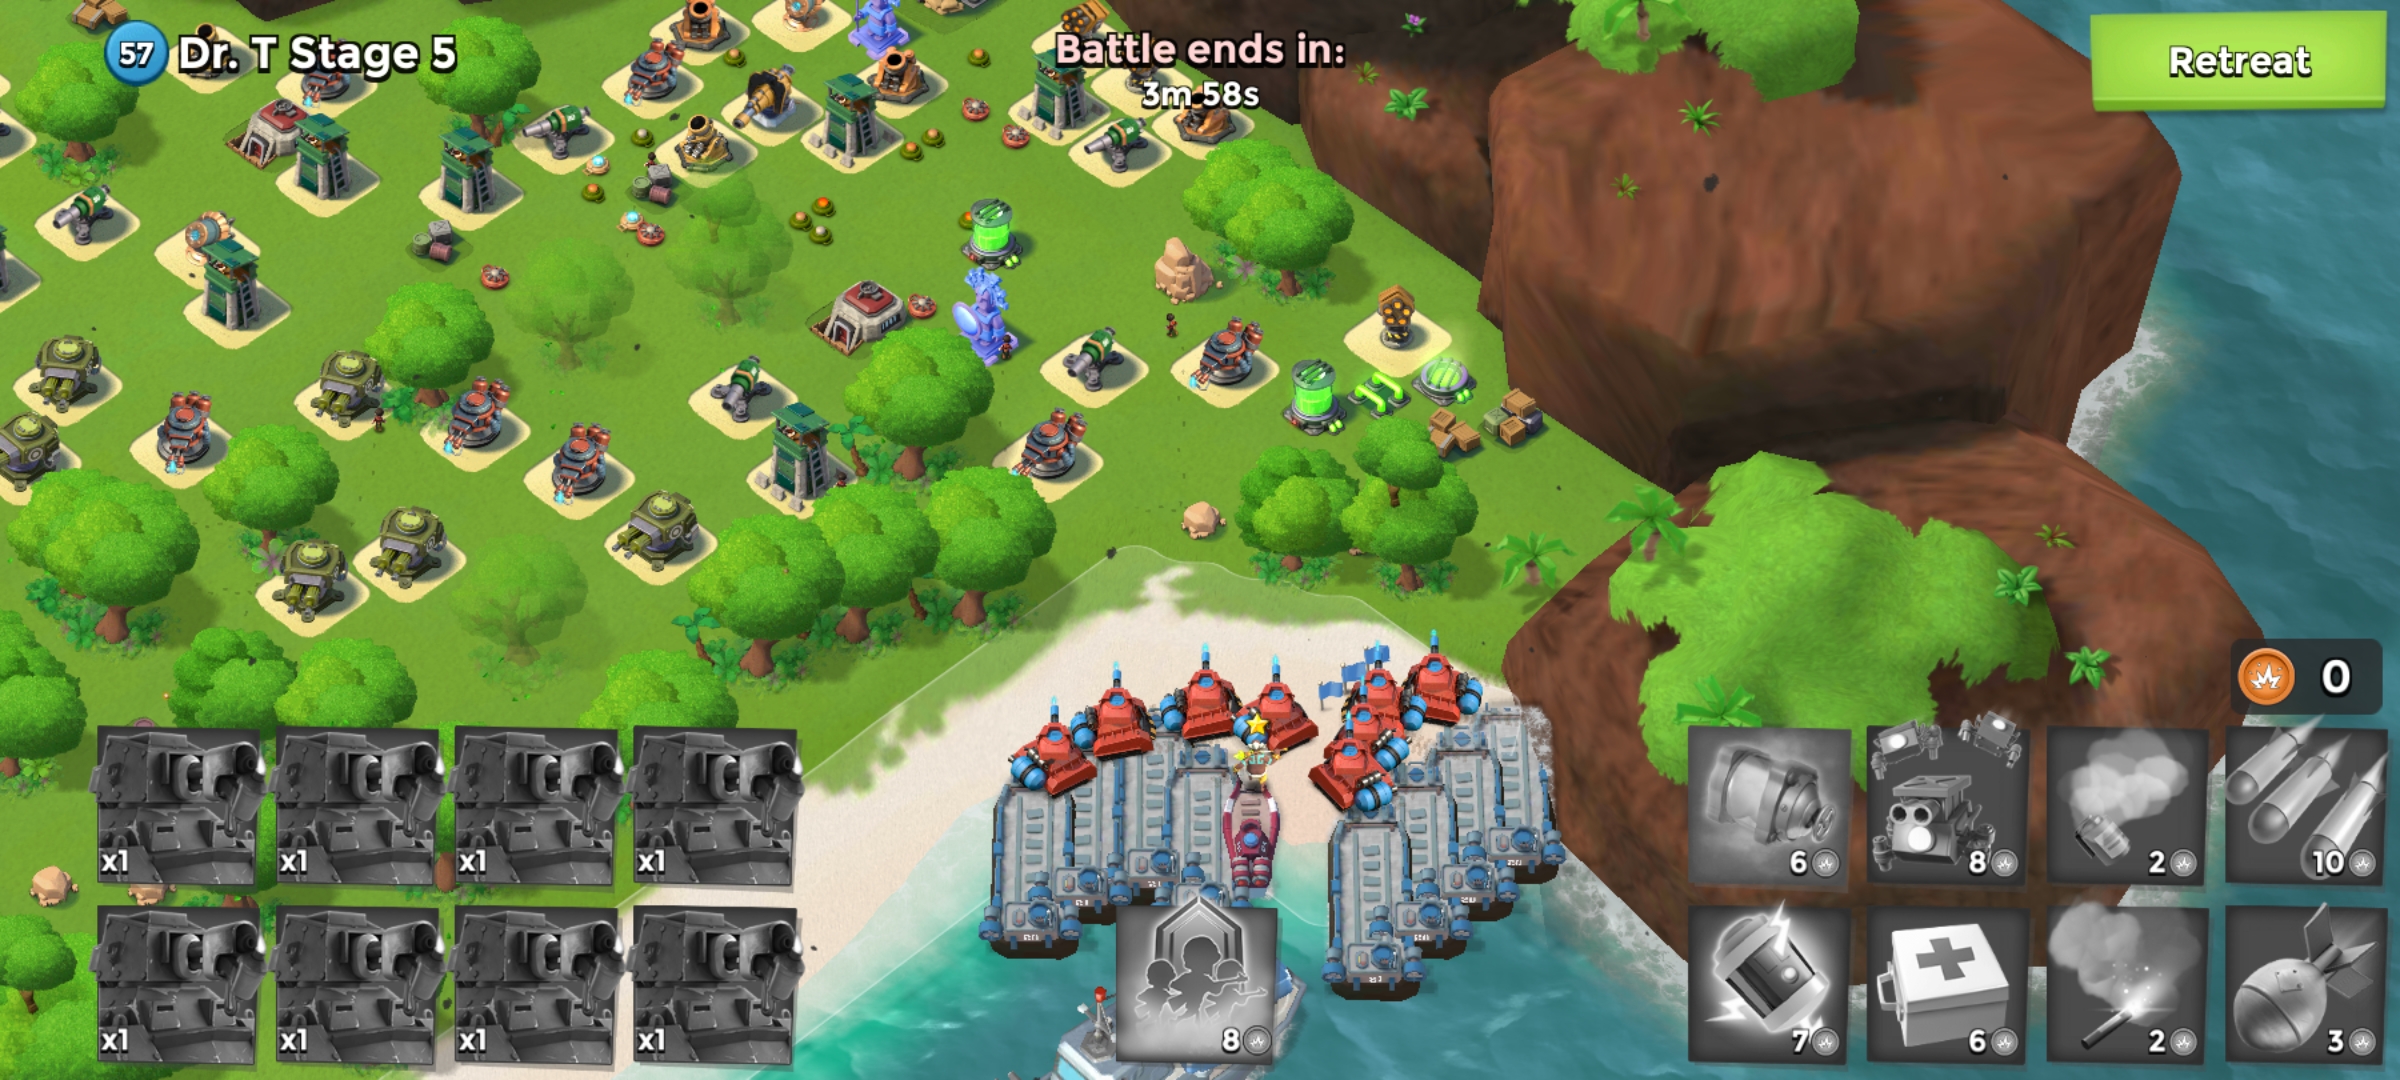 57 Dr. T Stage 5
Battle ends in:
3m 58s
Retreat
0
x1 x1 x1 x1
6 8 2 10
x1 x1 x1 x1
8
7 6 2 3